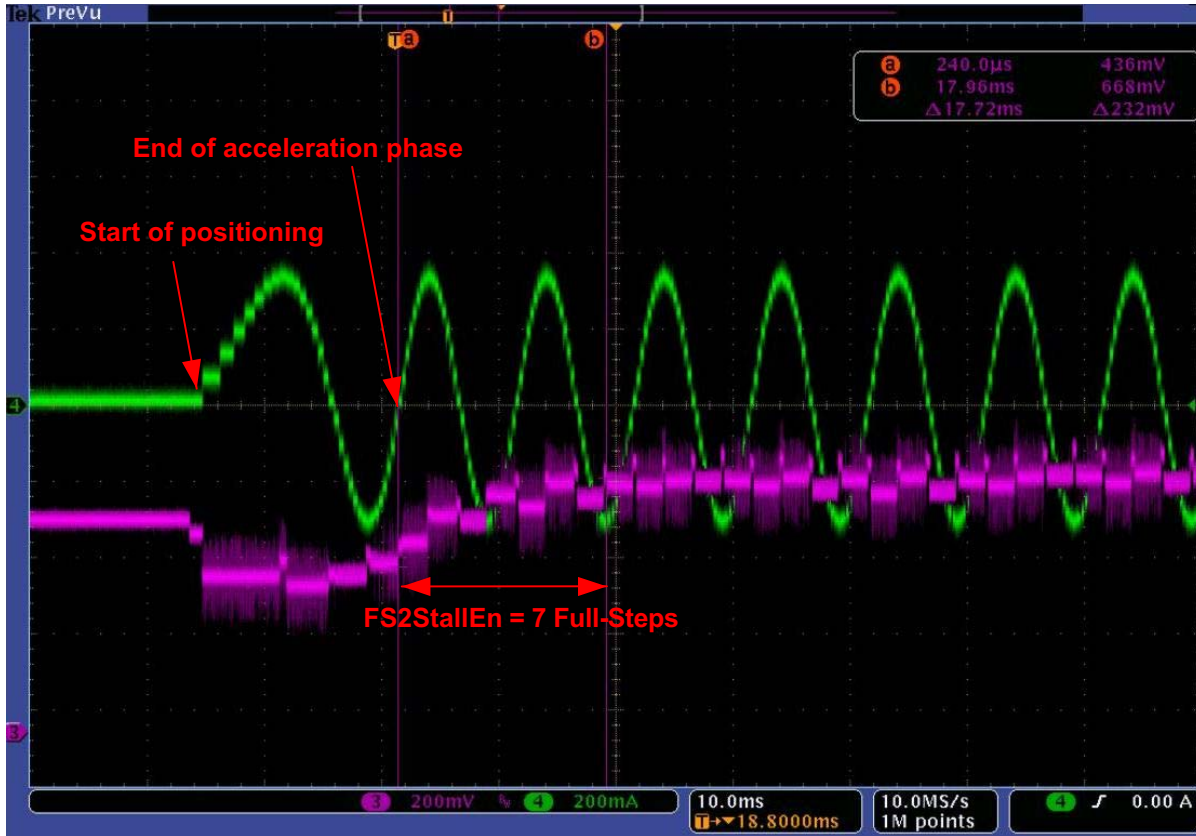 Tek PreVu
T a b
a 240.0µs 436mV
b 17.96ms 668mV
Δ17.72ms Δ232mV
End of acceleration phase
Start of positioning
4
FS2StallEn = 7 Full-Steps
3
3 200mV 4 200mA 10.0ms 10.0MS/s 4 0.00 A
T→▼18.8000ms 1M points